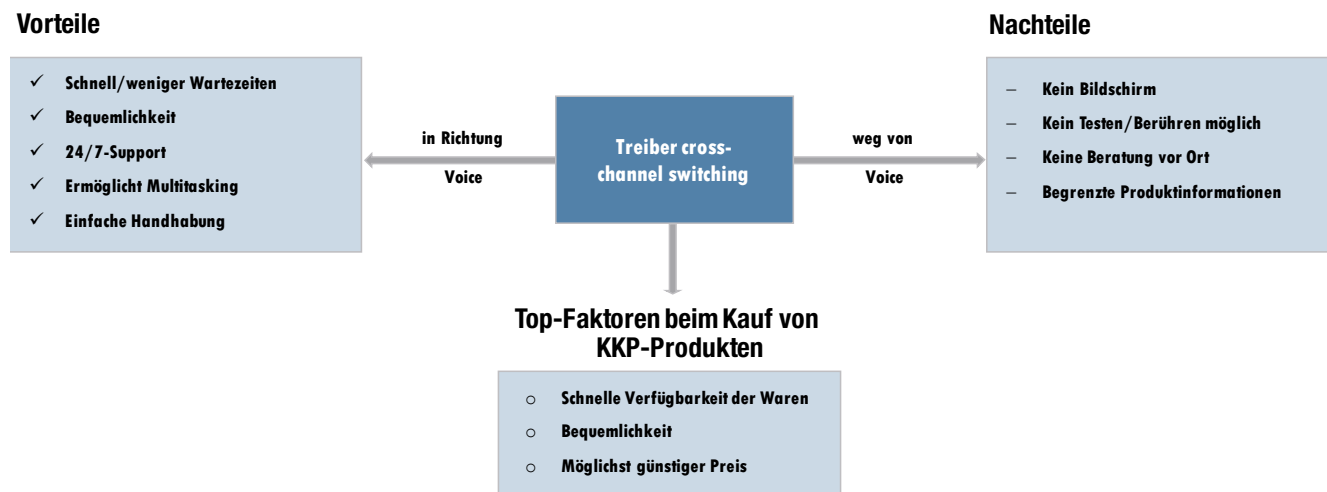 Vorteile
✓ Schnell/weniger Wartezeiten
✓ Bequemlichkeit
✓ 24/7-Support
✓ Ermöglicht Multitasking
✓ Einfache Handhabung
in Richtung
Voice
Treiber cross-
channel switching
weg von
Voice
Nachteile
– Kein Bildschirm
– Kein Testen/Berühren möglich
– Keine Beratung vor Ort
– Begrenzte Produktinformationen
Top-Faktoren beim Kauf von
KKP-Produkten
○ Schnelle Verfügbarkeit der Waren
○ Bequemlichkeit
○ Möglichst günstiger Preis